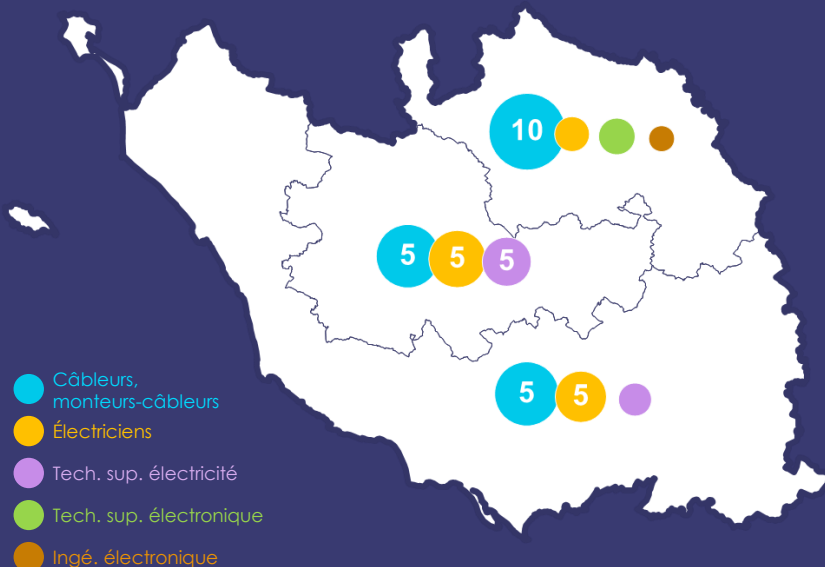 10
5 5 5
5 5
Câbleurs,
monteurs-câbleurs
Électriciens
Tech. sup. électricité
Tech. sup. électronique
Ingé. électronique